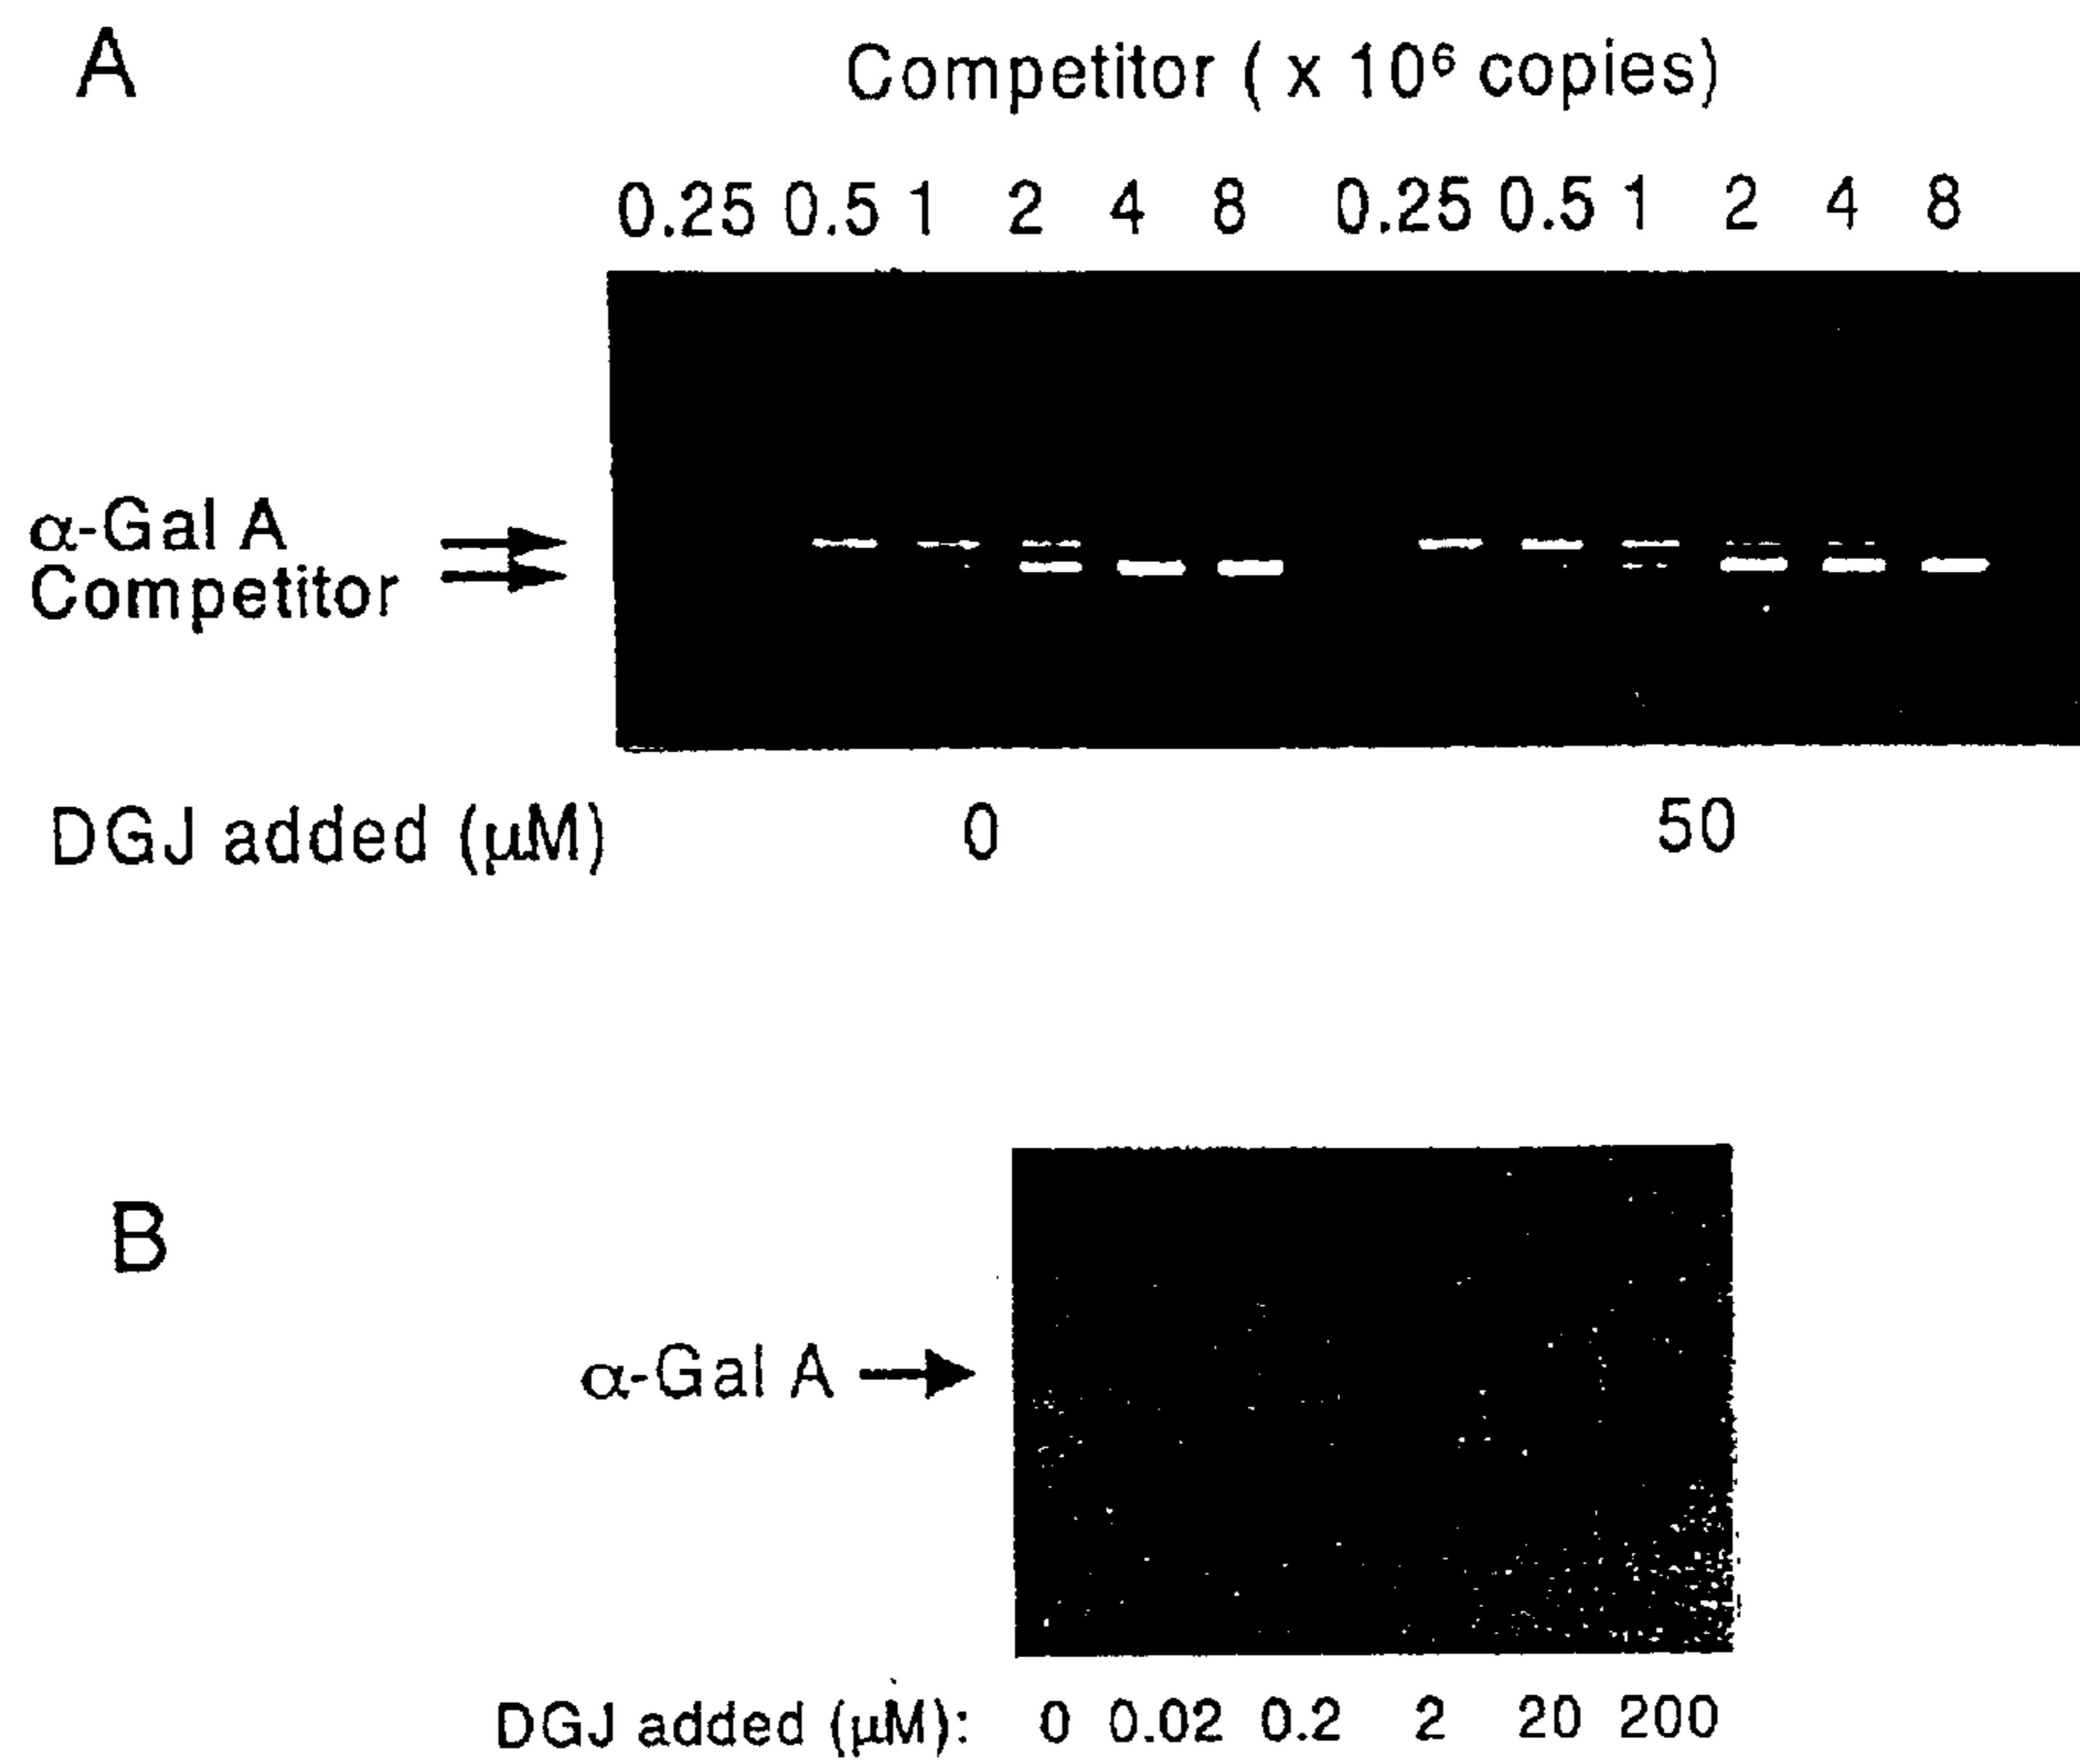 A
Competitor ( x 10⁶ copies)
0.25 0.5 1 2 4 8 0.25 0.5 1 2 4 8
α-Gal A
Competitor
DGJ added (μM) 0 50
B
α-Gal A
DGJ added (μM): 0 0.02 0.2 2 20 200